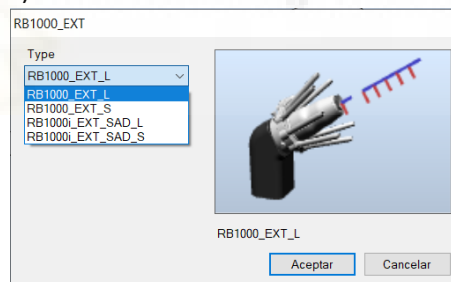 RB1000_EXT
Type
RB1000_EXT_L
RB1000_EXT_L
RB1000_EXT_S
RB1000i_EXT_SAD_L
RB1000i_EXT_SAD_S
RB1000_EXT_L
Aceptar
Cancelar